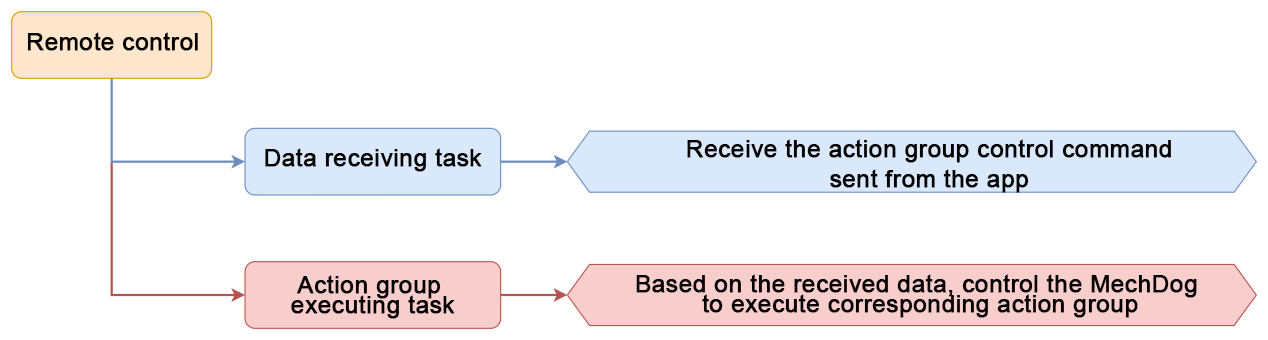 Remote control
Data receiving task
Receive the action group control command
sent from the app
Action group
executing task
Based on the received data, control the MechDog
to execute corresponding action group